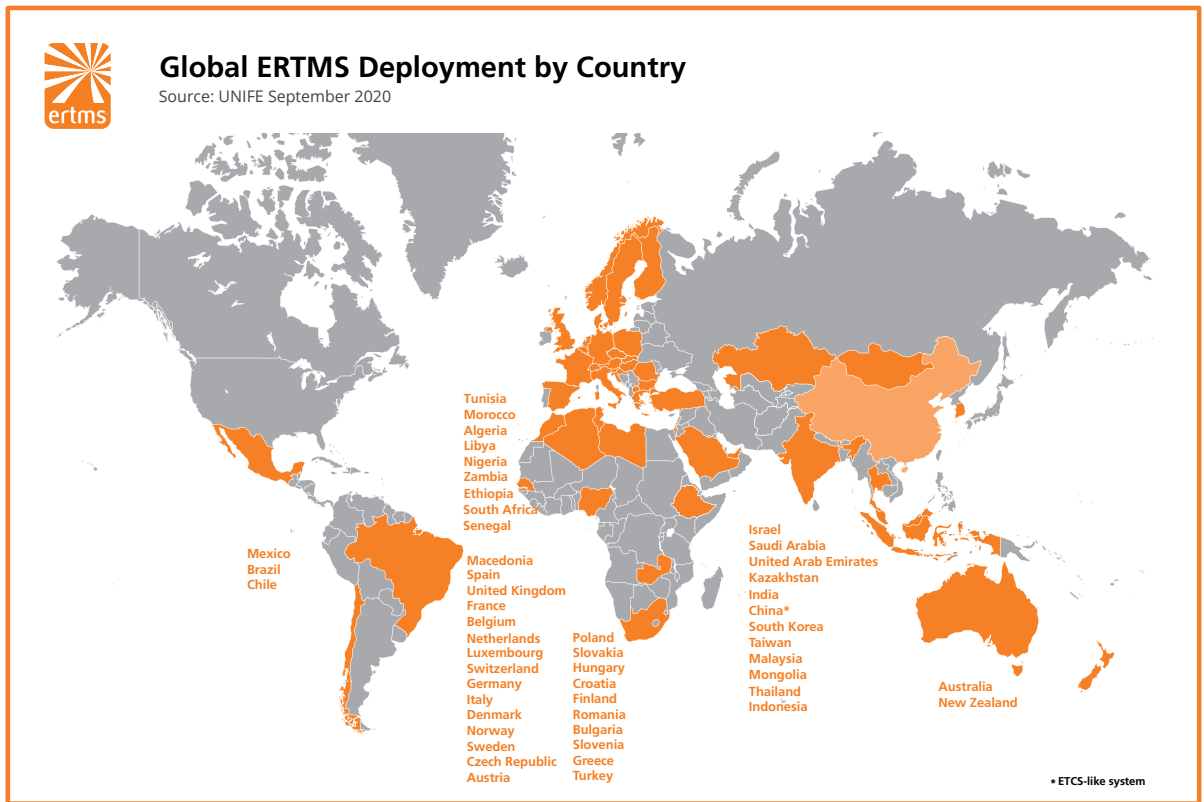 ertms
Global ERTMS Deployment by Country
Source: UNIFE September 2020
Tunisia
Morocco
Algeria
Libya
Nigeria
Zambia
Ethiopia
South Africa
Senegal
Mexico
Brazil
Chile
Macedonia
Spain
United Kingdom
France
Belgium
Netherlands
Luxembourg
Switzerland
Germany
Italy
Denmark
Norway
Sweden
Czech Republic
Austria
Poland
Slovakia
Hungary
Croatia
Finland
Romania
Bulgaria
Slovenia
Greece
Turkey
Israel
Saudi Arabia
United Arab Emirates
Kazakhstan
India
China*
South Korea
Taiwan
Malaysia
Mongolia
Thailand
Indonesia
Australia
New Zealand
* ETCS-like system